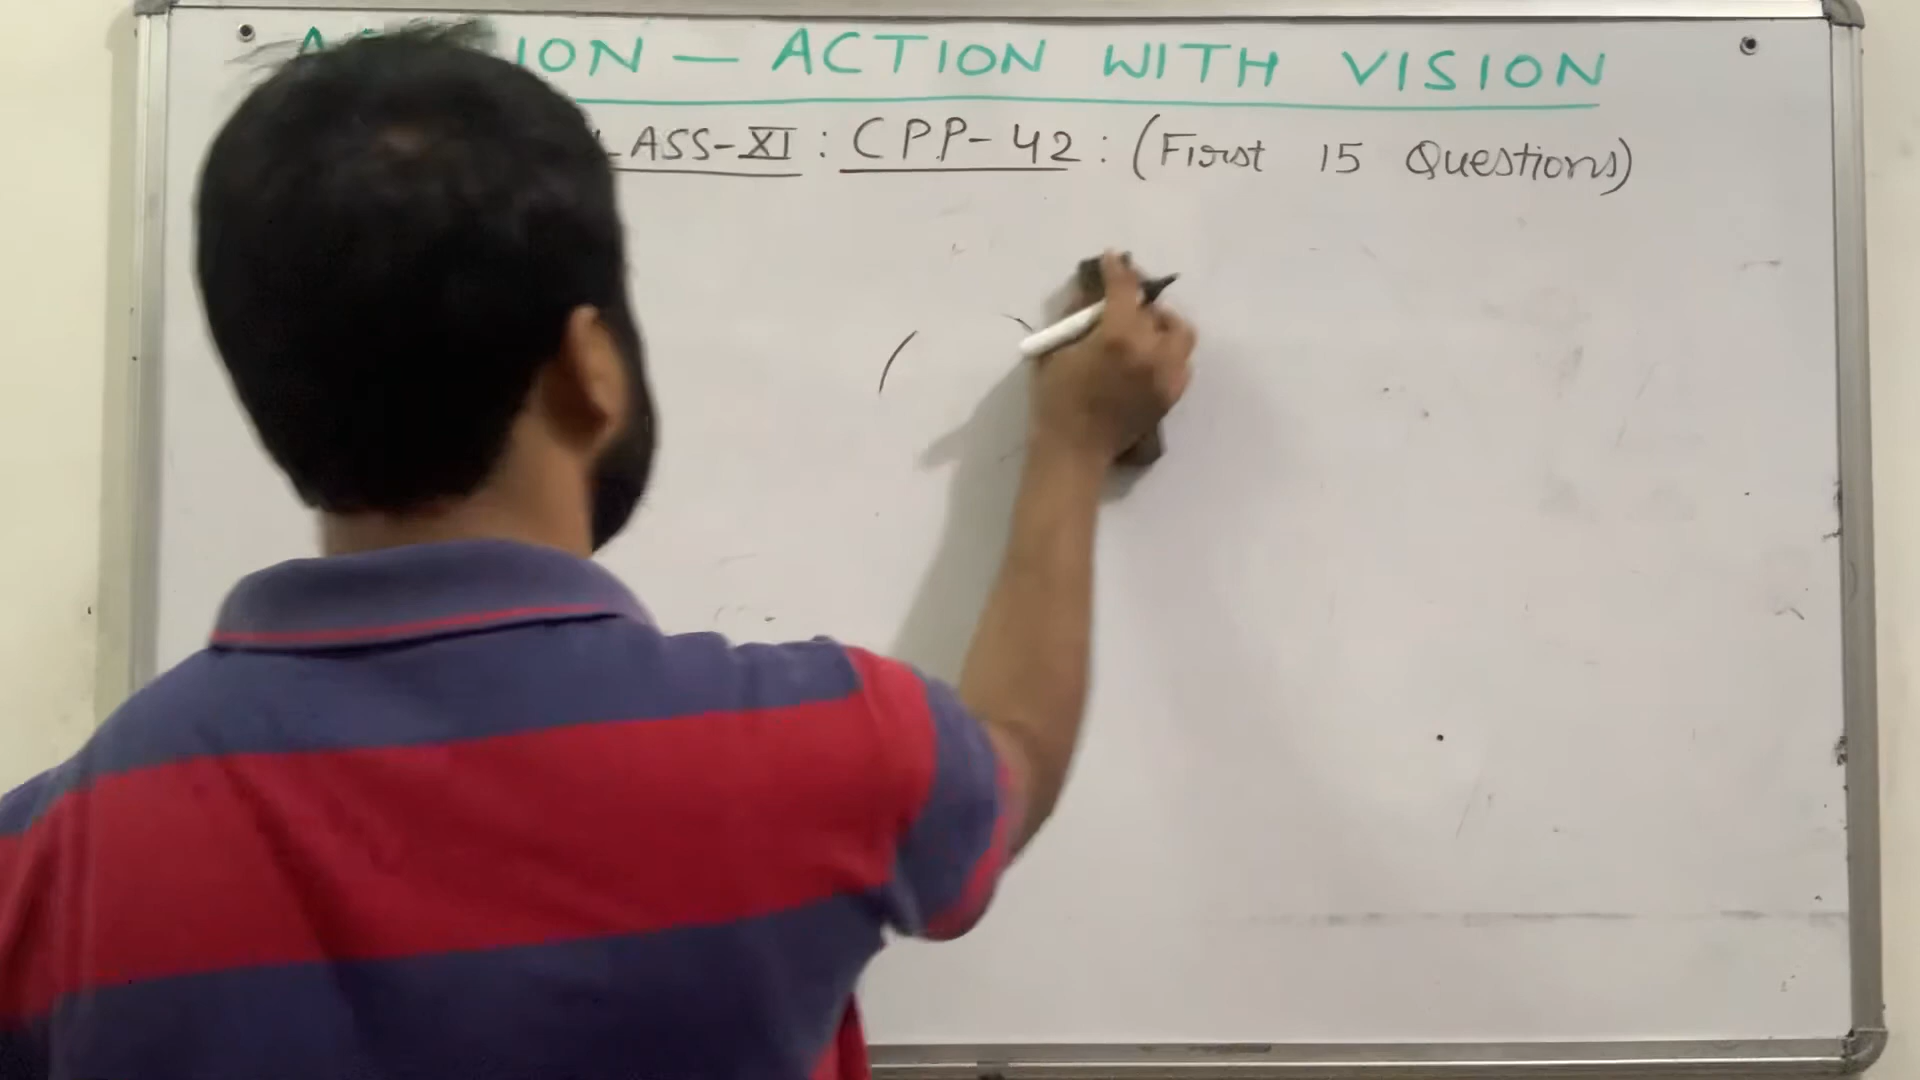 ION — ACTION WITH VISION
LASS-XI : CPP-42 : (First 15 Questions)
(